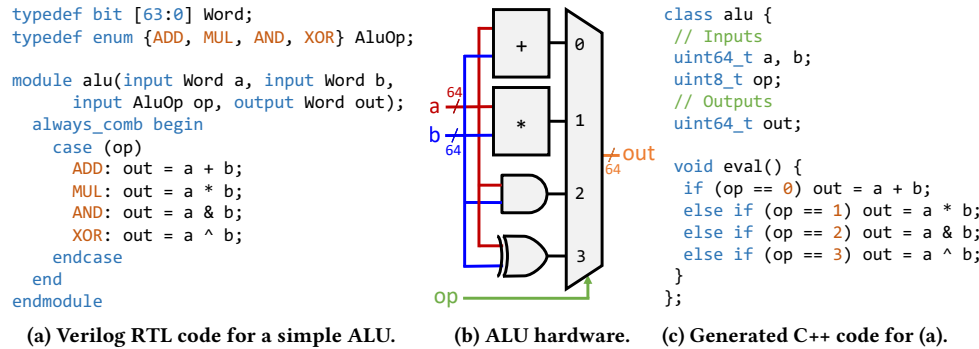 typedef bit [63:0] Word;
typedef enum {ADD, MUL, AND, XOR} AluOp;
module alu(input Word a, input Word b,
input AluOp op, output Word out);
always_comb begin
case (op)
ADD: out = a + b;
MUL: out = a * b;
AND: out = a & b;
XOR: out = a ^ b;
endcase
end
endmodule
(a) Verilog RTL code for a simple ALU.
+
0
64
a
*
1
b
64
out
64
2
3
op
(b) ALU hardware.
class alu {
// Inputs
uint64_t a, b;
uint8_t op;
// Outputs
uint64_t out;
void eval() {
if (op == 0) out = a + b;
else if (op == 1) out = a * b;
else if (op == 2) out = a & b;
else if (op == 3) out = a ^ b;
}
};
(c) Generated C++ code for (a).